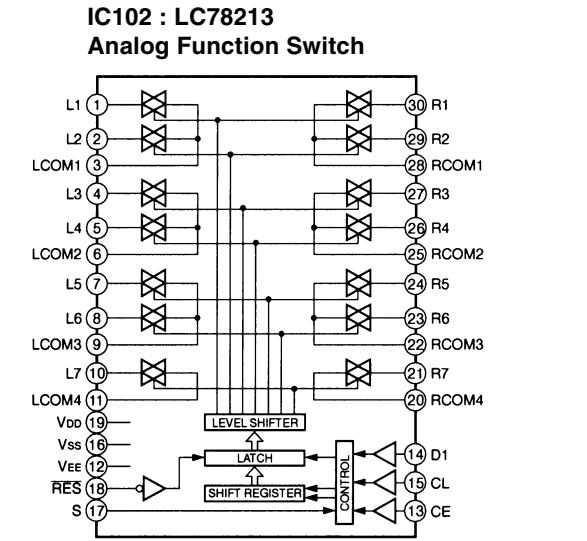 IC102 : LC78213
Analog Function Switch
L1 1 30 R1
L2 2 29 R2
LCOM1 3 28 RCOM1
L3 4 27 R3
L4 5 26 R4
LCOM2 6 25 RCOM2
L5 7 24 R5
L6 8 23 R6
LCOM3 9 22 RCOM3
L7 10 21 R7
LCOM4 11 20 RCOM4
VDD 19 LEVEL SHIFTER
VSS 16
VEE 12 LATCH 14 D1
RES 18 SHIFT REGISTER CONTROL 15 CL
S 17 13 CE